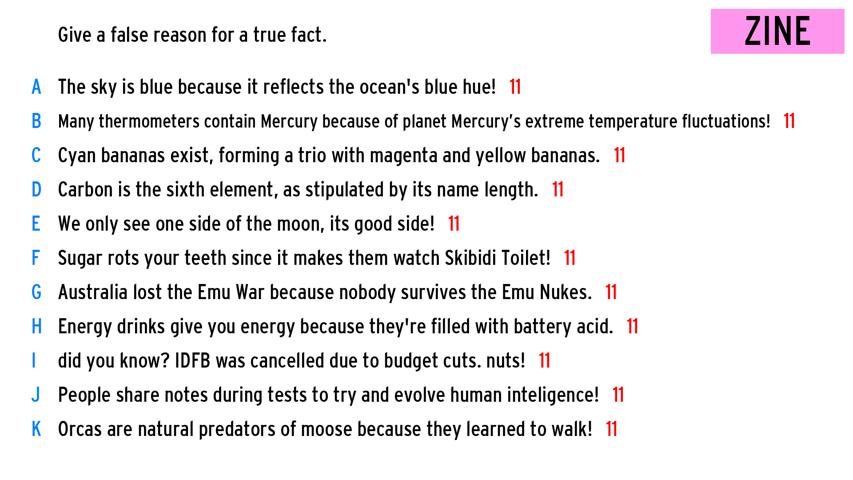 Give a false reason for a true fact.
ZINE
A The sky is blue because it reflects the ocean's blue hue! 11
B Many thermometers contain Mercury because of planet Mercury's extreme temperature fluctuations! 11
C Cyan bananas exist, forming a trio with magenta and yellow bananas. 11
D Carbon is the sixth element, as stipulated by its name length. 11
E We only see one side of the moon, its good side! 11
F Sugar rots your teeth since it makes them watch Skibidi Toilet! 11
G Australia lost the Emu War because nobody survives the Emu Nukes. 11
H Energy drinks give you energy because they're filled with battery acid. 11
I did you know? IDFB was cancelled due to budget cuts. nuts! 11
J People share notes during tests to try and evolve human inteligence! 11
K Orcas are natural predators of moose because they learned to walk! 11